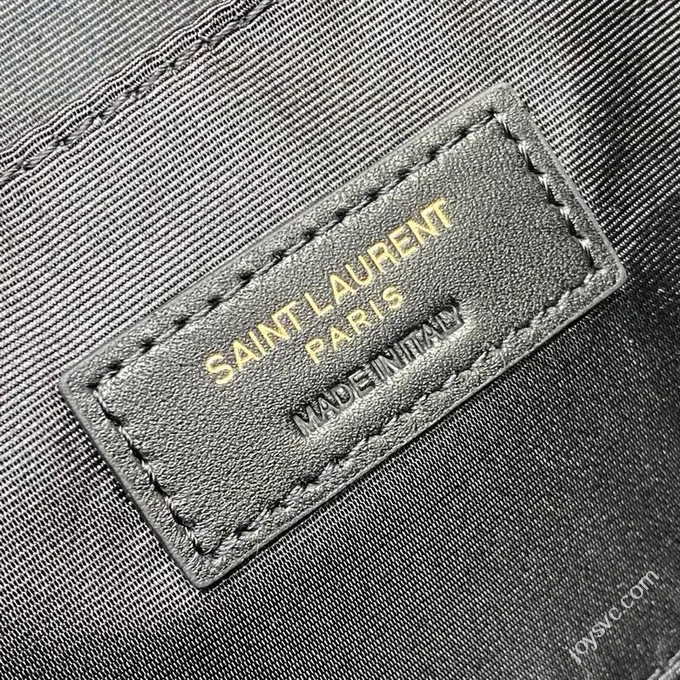 SAINT LAURENT
PARIS
MADE IN ITALY
joysvc.com